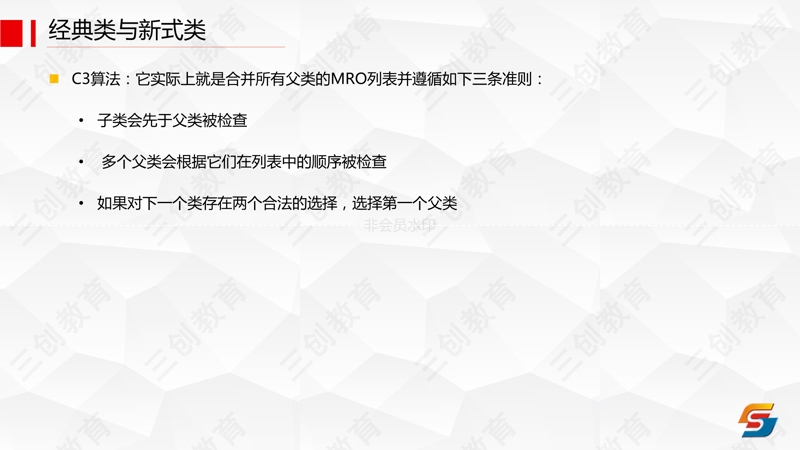 经典类与新式类
C3算法：它实际上就是合并所有父类的MRO列表并遵循如下三条准则：
• 子类会先于父类被检查
• 多个父类会根据它们在列表中的顺序被检查
• 如果对下一个类存在两个合法的选择，选择第一个父类
非会员水印
三创教育